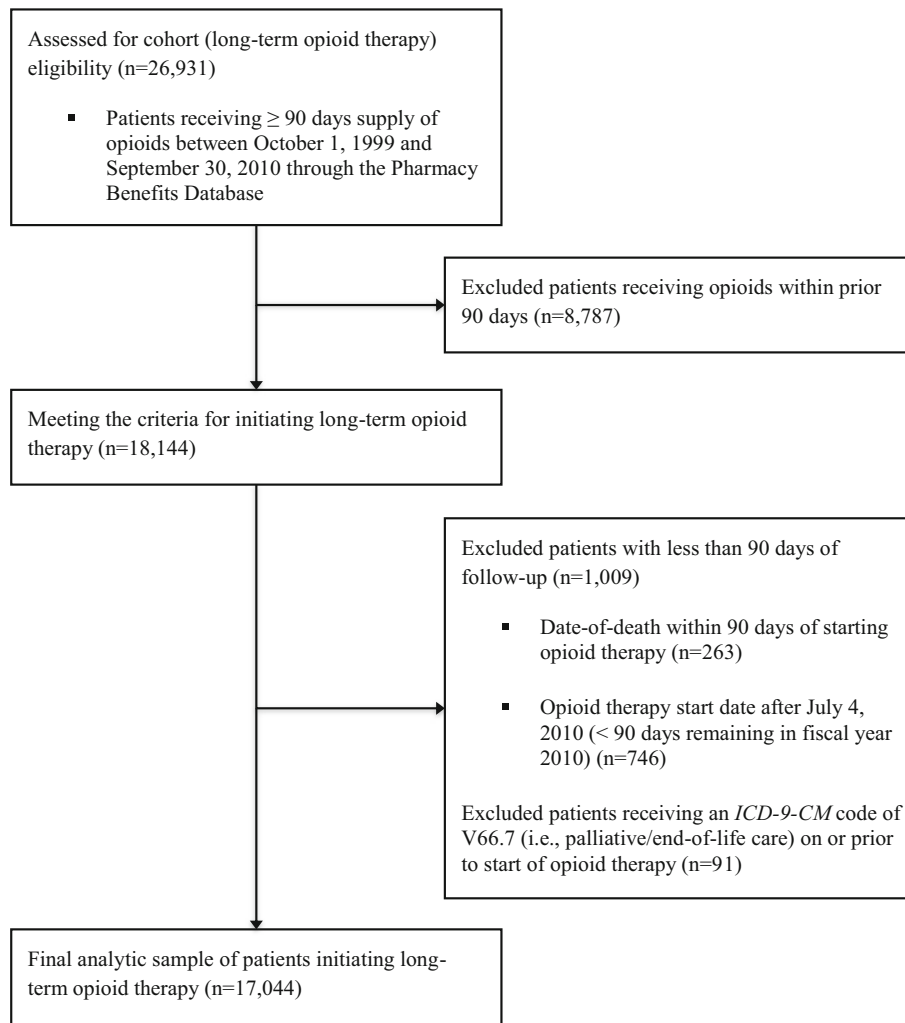 Assessed for cohort (long-term opioid therapy)
eligibility (n=26,931)
▪ Patients receiving ≥ 90 days supply of
opioids between October 1, 1999 and
September 30, 2010 through the Pharmacy
Benefits Database
Excluded patients receiving opioids within prior
90 days (n=8,787)
Meeting the criteria for initiating long-term opioid
therapy (n=18,144)
Excluded patients with less than 90 days of
follow-up (n=1,009)
▪ Date-of-death within 90 days of starting
opioid therapy (n=263)
▪ Opioid therapy start date after July 4,
2010 (< 90 days remaining in fiscal year
2010) (n=746)
Excluded patients receiving an ICD-9-CM code of
V66.7 (i.e., palliative/end-of-life care) on or prior
to start of opioid therapy (n=91)
Final analytic sample of patients initiating long-
term opioid therapy (n=17,044)